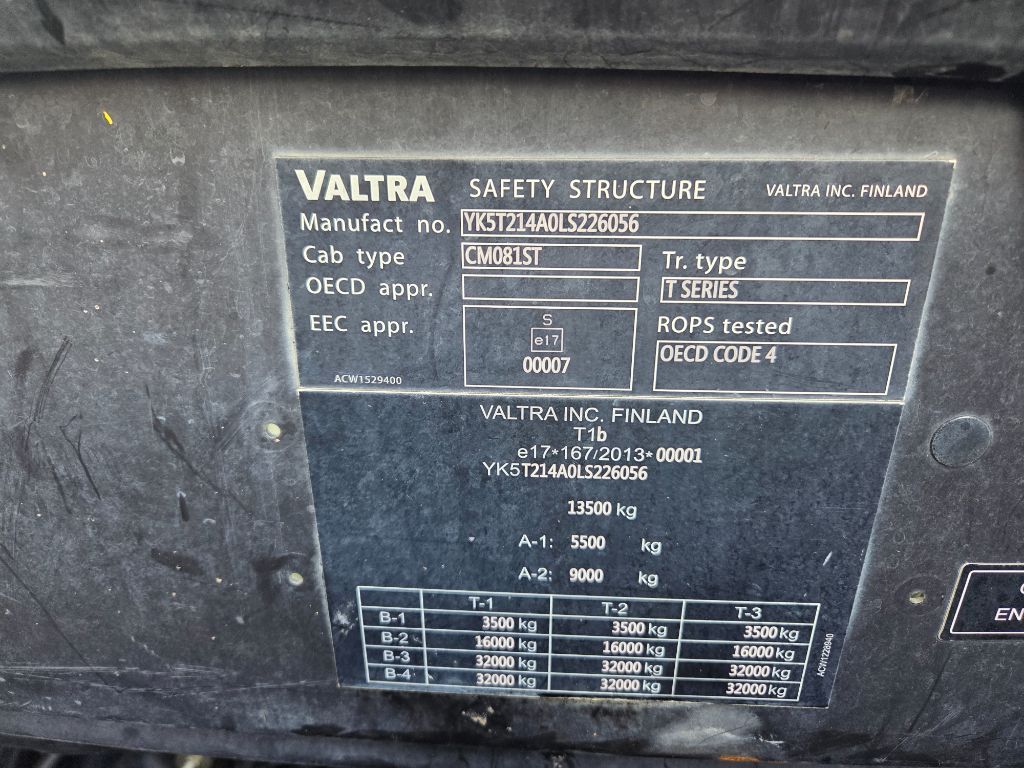 VALTRA SAFETY STRUCTURE VALTRA INC. FINLAND
Manufact no. YK5T214A0LS226056
Cab type CM081ST Tr. type
OECD appr. T SERIES
EEC appr. S ROPS tested
e17 OECD CODE 4
00007
ACW1529400
VALTRA INC. FINLAND
T1b
e17*167/2013*00001
YK5T214A0LS226056
13500 kg
A-1: 5500 kg
A-2: 9000 kg
T-1 T-2 T-3
B-1 3500 kg 3500 kg 3500 kg
B-2 16000 kg 16000 kg 16000 kg
B-3 32000 kg 32000 kg 32000 kg
B-4 32000 kg 32000 kg 32000 kg
EN